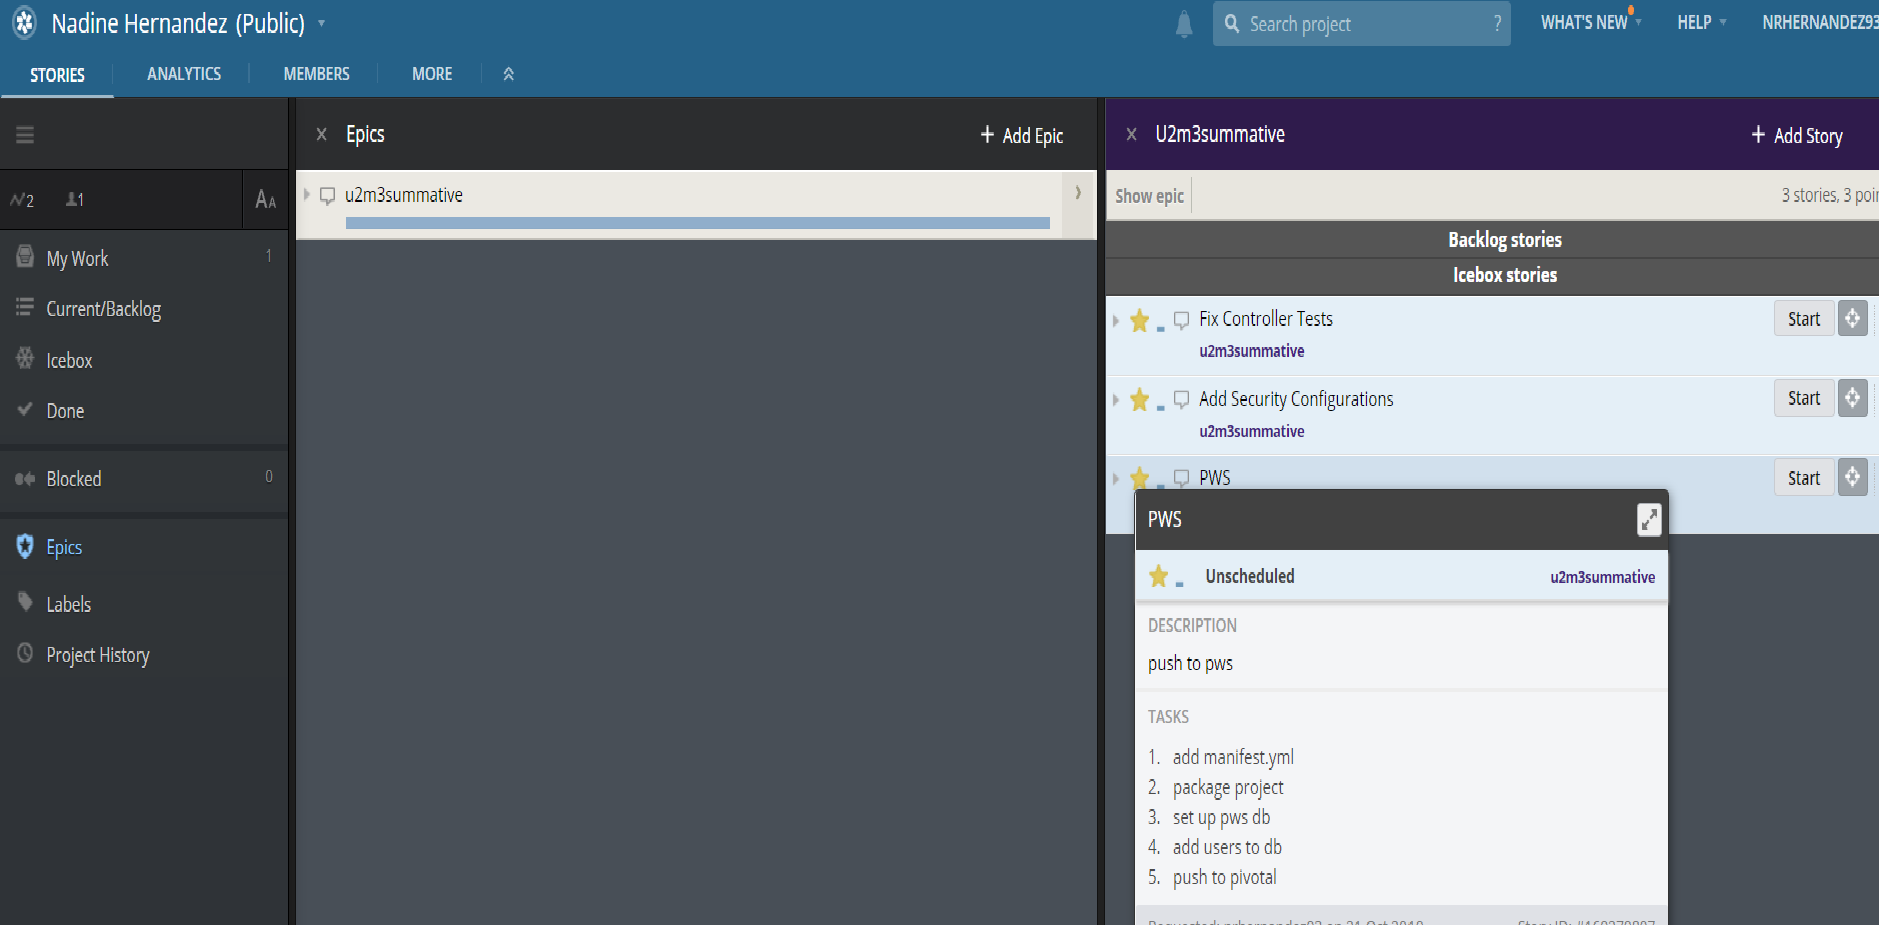 Nadine Hernandez (Public)
Search project ?
WHAT'S NEW
HELP
NRHERNANDEZ93
STORIES ANALYTICS MEMBERS MORE
2 1 AA
My Work 1
Current/Backlog
Icebox
Done
Blocked 0
Epics
Labels
Project History
x Epics + Add Epic
u2m3summative
x U2m3summative + Add Story
Show epic 3 stories, 3 poin
Backlog stories
Icebox stories
Fix Controller Tests Start
u2m3summative
Add Security Configurations Start
u2m3summative
PWS Start
PWS
Unscheduled u2m3summative
DESCRIPTION
push to pws
TASKS
1. add manifest.yml
2. package project
3. set up pws db
4. add users to db
5. push to pivotal